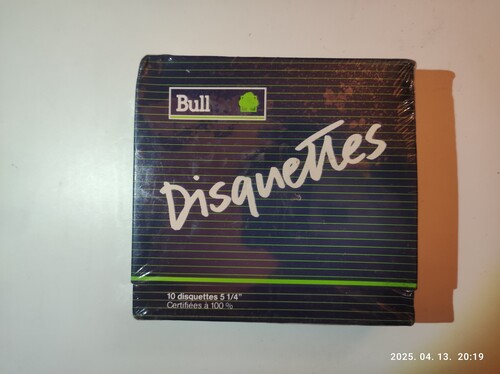 Bull
Disquettes
10 disquettes 5 1/4"
Certifiées à 100 %
2025. 04. 13. 20:19